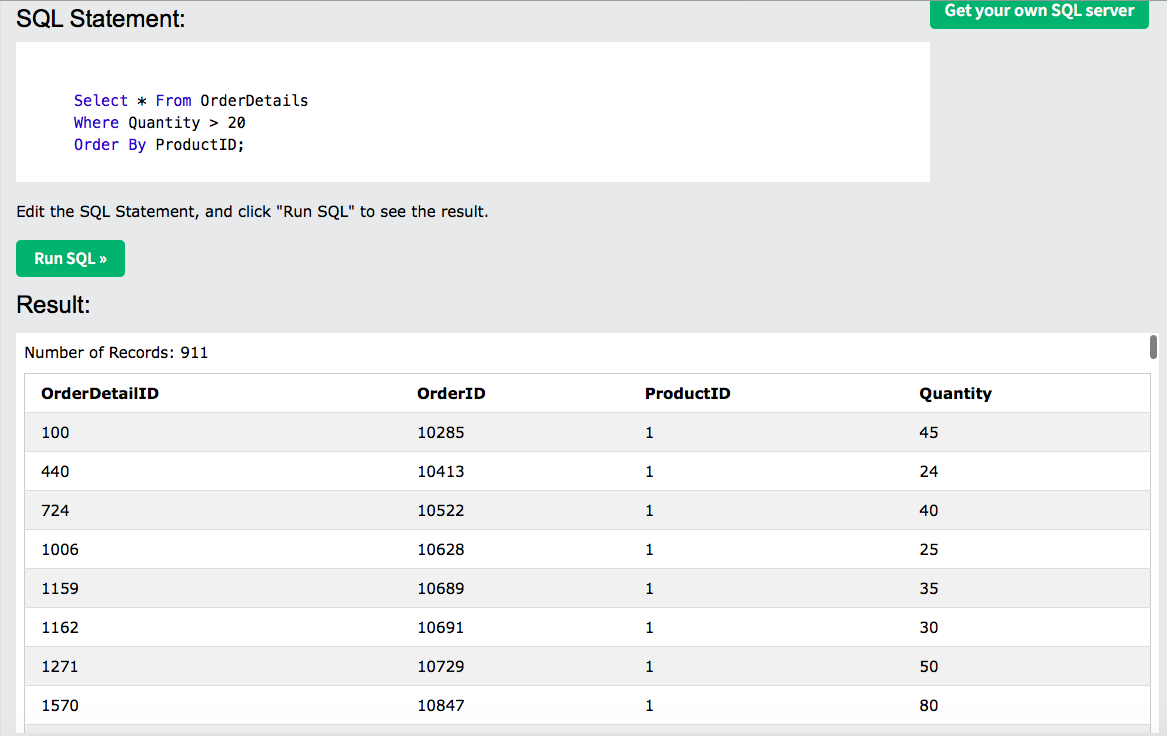 SQL Statement:
Get your own SQL server
Select * From OrderDetails
Where Quantity > 20
Order By ProductID;
Edit the SQL Statement, and click "Run SQL" to see the result.
Run SQL »
Result:
Number of Records: 911
OrderDetailID OrderID ProductID Quantity
100 10285 1 45
440 10413 1 24
724 10522 1 40
1006 10628 1 25
1159 10689 1 35
1162 10691 1 30
1271 10729 1 50
1570 10847 1 80